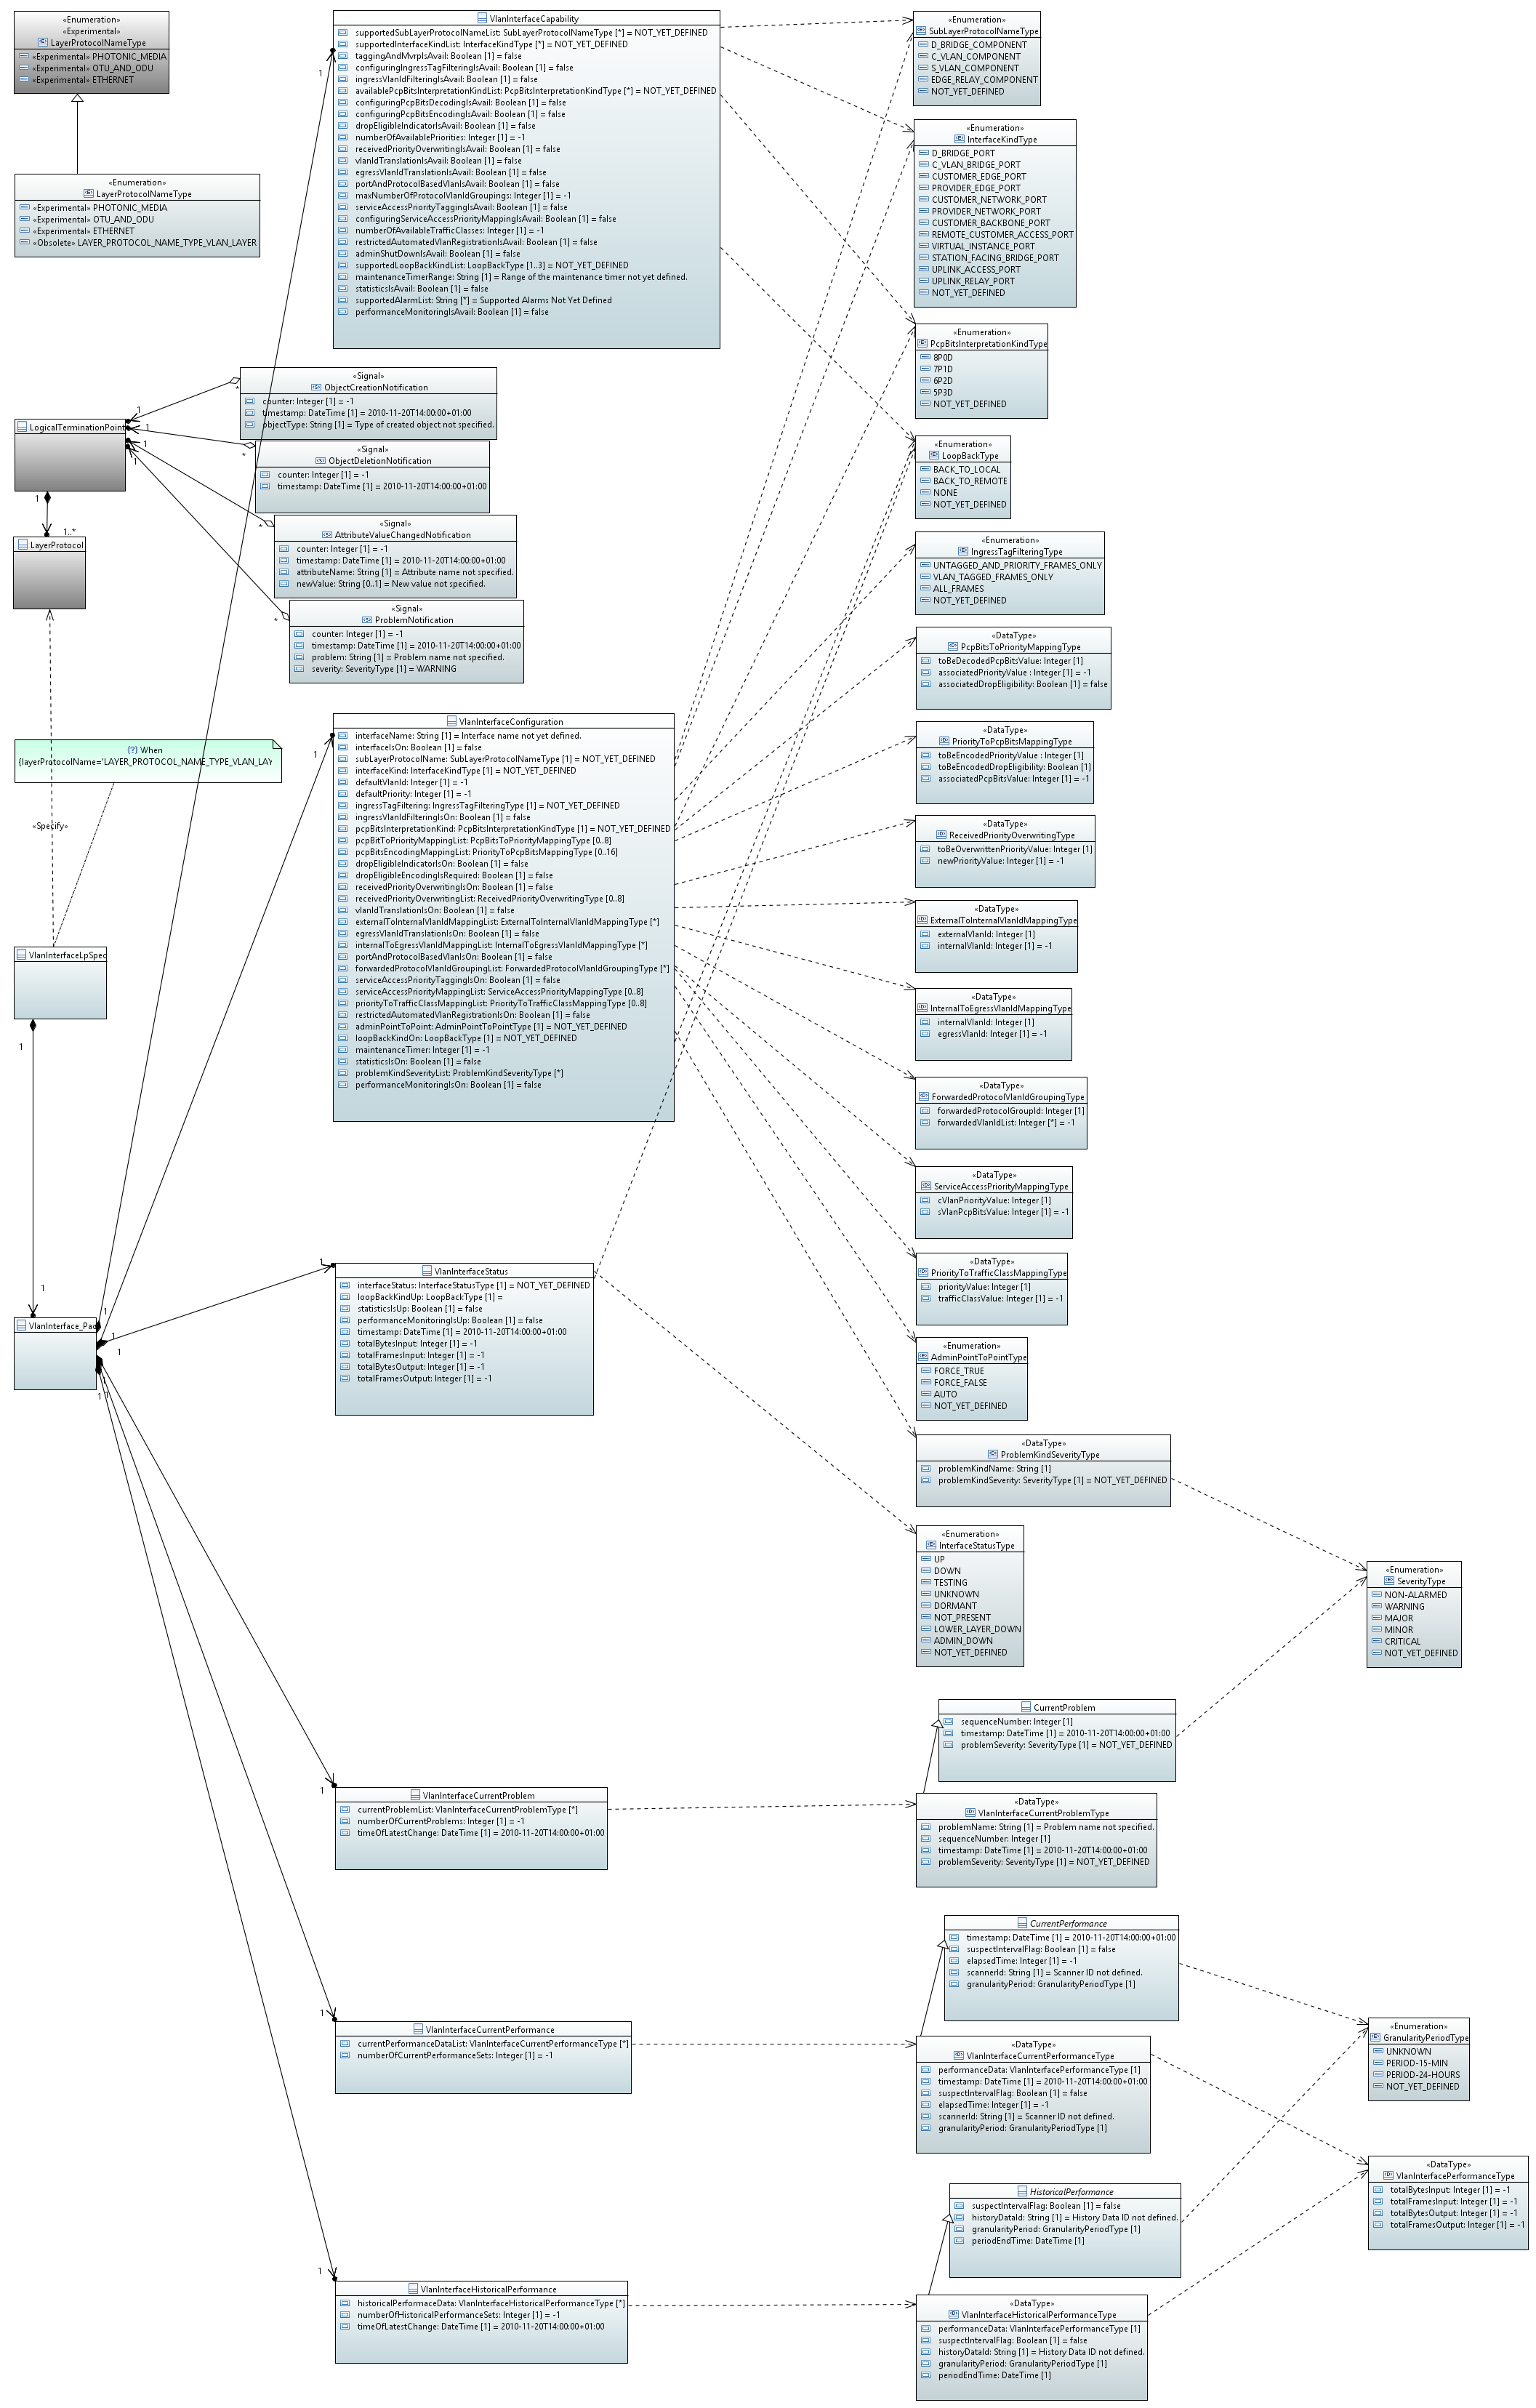 «Enumeration»
«Experimental»
LayerProtocolNameType
«Experimental» PHOTONIC_MEDIA
«Experimental» OTU_AND_ODU
«Experimental» ETHERNET
«Enumeration»
LayerProtocolNameType
«Experimental» PHOTONIC_MEDIA
«Experimental» OTU_AND_ODU
«Experimental» ETHERNET
«Obsolete» LAYER_PROTOCOL_NAME_TYPE_VLAN_LAYER
VlanInterfaceCapability
supportedSubLayerProtocolNameList: SubLayerProtocolNameType [*] = NOT_YET_DEFINED
supportedInterfaceKindList: InterfaceKindType [*] = NOT_YET_DEFINED
taggingAndMvrpIsAvail: Boolean [1] = false
configuringIngressTagFilteringIsAvail: Boolean [1] = false
ingressVlanIdFilteringIsAvail: Boolean [1] = false
availablePcpBitsInterpretationKindList: PcpBitsInterpretationKindType [*] = NOT_YET_DEFINED
configuringPcpBitsDecodingIsAvail: Boolean [1] = false
configuringPcpBitsEncodingIsAvail: Boolean [1] = false
dropEligibleIndicatorIsAvail: Boolean [1] = false
numberOfAvailablePriorities: Integer [1] = -1
receivedPriorityOverwritingIsAvail: Boolean [1] = false
vlanIdTranslationIsAvail: Boolean [1] = false
egressVlanIdTranslationIsAvail: Boolean [1] = false
portAndProtocolBasedVlanIsAvail: Boolean [1] = false
maxNumberOfProtocolVlanIdGroupings: Integer [1] = -1
serviceAccessPriorityTaggingIsAvail: Boolean [1] = false
configuringServiceAccessPriorityMappingIsAvail: Boolean [1] = false
numberOfAvailableTrafficClasses: Integer [1] = -1
restrictedAutomatedVlanRegistrationIsAvail: Boolean [1] = false
adminShutDownIsAvail: Boolean [1] = false
supportedLoopBackKindList: LoopBackType [1..3] = NOT_YET_DEFINED
maintenanceTimerRange: String [1] = Range of the maintenance timer not yet defined.
statisticsIsAvail: Boolean [1] = false
supportedAlarmList: String [*] = Supported Alarms Not Yet Defined
performanceMonitoringIsAvail: Boolean [1] = false
1
«Enumeration»
SubLayerProtocolNameType
D_BRIDGE_COMPONENT
C_VLAN_COMPONENT
S_VLAN_COMPONENT
EDGE_RELAY_COMPONENT
NOT_YET_DEFINED
«Enumeration»
InterfaceKindType
D_BRIDGE_PORT
C_VLAN_BRIDGE_PORT
CUSTOMER_EDGE_PORT
PROVIDER_EDGE_PORT
CUSTOMER_NETWORK_PORT
PROVIDER_NETWORK_PORT
CUSTOMER_BACKBONE_PORT
REMOTE_CUSTOMER_ACCESS_PORT
VIRTUAL_INSTANCE_PORT
STATION_FACING_BRIDGE_PORT
UPLINK_ACCESS_PORT
UPLINK_RELAY_PORT
NOT_YET_DEFINED
«Enumeration»
PcpBitsInterpretationKindType
8P0D
7P1D
6P2D
5P3D
NOT_YET_DEFINED
«Enumeration»
LoopBackType
BACK_TO_LOCAL
BACK_TO_REMOTE
NONE
NOT_YET_DEFINED
«Signal»
ObjectCreationNotification
counter: Integer [1] = -1
timestamp: DateTime [1] = 2010-11-20T14:00:00+01:00
objectType: String [1] = Type of created object not specified.
«Signal»
ObjectDeletionNotification
counter: Integer [1] = -1
timestamp: DateTime [1] = 2010-11-20T14:00:00+01:00
«Signal»
AttributeValueChangedNotification
counter: Integer [1] = -1
timestamp: DateTime [1] = 2010-11-20T14:00:00+01:00
attributeName: String [1] = Attribute name not specified.
newValue: String [0..1] = New value not specified.
«Signal»
ProblemNotification
counter: Integer [1] = -1
timestamp: DateTime [1] = 2010-11-20T14:00:00+01:00
problem: String [1] = Problem name not specified.
severity: SeverityType [1] = WARNING
1
*
1
*
1
*
1
*
LogicalTerminationPoint
1
1..*
LayerProtocol
(?) When
{layerProtocolName='LAYER_PROTOCOL_NAME_TYPE_VLAN_LAY
«Specify»
VlanInterfaceLpSpec
1
1
VlanInterface_Pac
1
1
1
1
1
«Enumeration»
IngressTagFilteringType
UNTAGGED_AND_PRIORITY_FRAMES_ONLY
VLAN_TAGGED_FRAMES_ONLY
ALL_FRAMES
NOT_YET_DEFINED
«DataType»
PcpBitsToPriorityMappingType
toBeDecodedPcpBitsValue: Integer [1]
associatedPriorityValue : Integer [1] = -1
associatedDropEligibility: Boolean [1] = false
«DataType»
PriorityToPcpBitsMappingType
toBeEncodedPriorityValue : Integer [1]
toBeEncodedDropEligibility: Boolean [1]
associatedPcpBitsValue: Integer [1] = -1
«DataType»
ReceivedPriorityOverwritingType
toBeOverwrittenPriorityValue: Integer [1]
newPriorityValue: Integer [1] = -1
«DataType»
ExternalToInternalVlanIdMappingType
externalVlanId: Integer [1]
internalVlanId: Integer [1] = -1
«DataType»
InternalToEgressVlanIdMappingType
internalVlanId: Integer [1]
egressVlanId: Integer [1] = -1
«DataType»
ForwardedProtocolVlanIdGroupingType
forwardedProtocolGroupId: Integer [1]
forwardedVlanIdList: Integer [*] = -1
«DataType»
ServiceAccessPriorityMappingType
cVlanPriorityValue: Integer [1]
sVlanPcpBitsValue: Integer [1] = -1
«DataType»
PriorityToTrafficClassMappingType
priorityValue: Integer [1]
trafficClassValue: Integer [1] = -1
«Enumeration»
AdminPointToPointType
FORCE_TRUE
FORCE_FALSE
AUTO
NOT_YET_DEFINED
«DataType»
ProblemKindSeverityType
problemKindName: String [1]
problemKindSeverity: SeverityType [1] = NOT_YET_DEFINED
1
VlanInterfaceConfiguration
interfaceName: String [1] = Interface name not yet defined.
interfaceIsOn: Boolean [1] = false
subLayerProtocolName: SubLayerProtocolNameType [1] = NOT_YET_DEFINED
interfaceKind: InterfaceKindType [1] = NOT_YET_DEFINED
defaultVlanId: Integer [1] = -1
defaultPriority: Integer [1] = -1
ingressTagFiltering: IngressTagFilteringType [1] = NOT_YET_DEFINED
ingressVlanIdFilteringIsOn: Boolean [1] = false
pcpBitsInterpretationKind: PcpBitsInterpretationKindType [1] = NOT_YET_DEFINED
pcpBitToPriorityMappingList: PcpBitsToPriorityMappingType [0..8]
pcpBitsEncodingMappingList: PriorityToPcpBitsMappingType [0..16]
dropEligibleIndicatorIsOn: Boolean [1] = false
dropEligibleEncodingIsRequired: Boolean [1] = false
receivedPriorityOverwritingIsOn: Boolean [1] = false
receivedPriorityOverwritingList: ReceivedPriorityOverwritingType [0..8]
vlanIdTranslationIsOn: Boolean [1] = false
externalToInternalVlanIdMappingList: ExternalToInternalVlanIdMappingType [*]
egressVlanIdTranslationIsOn: Boolean [1] = false
internalToEgressVlanIdMappingList: InternalToEgressVlanIdMappingType [*]
portAndProtocolBasedVlanIsOn: Boolean [1] = false
forwardedProtocolVlanIdGroupingList: ForwardedProtocolVlanIdGroupingType [*]
serviceAccessPriorityTaggingIsOn: Boolean [1] = false
serviceAccessPriorityMappingList: ServiceAccessPriorityMappingType [0..8]
priorityToTrafficClassMappingList: PriorityToTrafficClassMappingType [0..8]
restrictedAutomatedVlanRegistrationIsOn: Boolean [1] = false
adminPointToPoint: AdminPointToPointType [1] = NOT_YET_DEFINED
loopBackKindOn: LoopBackType [1] = NOT_YET_DEFINED
maintenanceTimer: Integer [1] = -1
statisticsIsOn: Boolean [1] = false
problemKindSeverityList: ProblemKindSeverityType [*]
performanceMonitoringIsOn: Boolean [1] = false
1
VlanInterfaceStatus
interfaceStatus: InterfaceStatusType [1] = NOT_YET_DEFINED
loopBackKindUp: LoopBackType [1] =
statisticsIsUp: Boolean [1] = false
performanceMonitoringIsUp: Boolean [1] = false
timestamp: DateTime [1] = 2010-11-20T14:00:00+01:00
totalBytesInput: Integer [1] = -1
totalFramesInput: Integer [1] = -1
totalBytesOutput: Integer [1] = -1
totalFramesOutput: Integer [1] = -1
«Enumeration»
InterfaceStatusType
UP
DOWN
TESTING
UNKNOWN
DORMANT
NOT_PRESENT
LOWER_LAYER_DOWN
ADMIN_DOWN
NOT_YET_DEFINED
«Enumeration»
SeverityType
NON-ALARMED
WARNING
MAJOR
MINOR
CRITICAL
NOT_YET_DEFINED
CurrentProblem
sequenceNumber: Integer [1]
timestamp: DateTime [1] = 2010-11-20T14:00:00+01:00
problemSeverity: SeverityType [1] = NOT_YET_DEFINED
1
VlanInterfaceCurrentProblem
currentProblemList: VlanInterfaceCurrentProblemType [*]
numberOfCurrentProblems: Integer [1] = -1
timeOfLatestChange: DateTime [1] = 2010-11-20T14:00:00+01:00
«DataType»
VlanInterfaceCurrentProblemType
problemName: String [1] = Problem name not specified.
sequenceNumber: Integer [1]
timestamp: DateTime [1] = 2010-11-20T14:00:00+01:00
problemSeverity: SeverityType [1] = NOT_YET_DEFINED
CurrentPerformance
timestamp: DateTime [1] = 2010-11-20T14:00:00+01:00
suspectIntervalFlag: Boolean [1] = false
elapsedTime: Integer [1] = -1
scannerId: String [1] = Scanner ID not defined.
granularityPeriod: GranularityPeriodType [1]
1
VlanInterfaceCurrentPerformance
currentPerformanceDataList: VlanInterfaceCurrentPerformanceType [*]
numberOfCurrentPerformanceSets: Integer [1] = -1
«DataType»
VlanInterfaceCurrentPerformanceType
performanceData: VlanInterfacePerformanceType [1]
timestamp: DateTime [1] = 2010-11-20T14:00:00+01:00
suspectIntervalFlag: Boolean [1] = false
elapsedTime: Integer [1] = -1
scannerId: String [1] = Scanner ID not defined.
granularityPeriod: GranularityPeriodType [1]
«Enumeration»
GranularityPeriodType
UNKNOWN
PERIOD-15-MIN
PERIOD-24-HOURS
NOT_YET_DEFINED
«DataType»
VlanInterfacePerformanceType
totalBytesInput: Integer [1] = -1
totalFramesInput: Integer [1] = -1
totalBytesOutput: Integer [1] = -1
totalFramesOutput: Integer [1] = -1
HistoricalPerformance
suspectIntervalFlag: Boolean [1] = false
historyDataId: String [1] = History Data ID not defined.
granularityPeriod: GranularityPeriodType [1]
periodEndTime: DateTime [1]
1
VlanInterfaceHistoricalPerformance
historicalPerformaceData: VlanInterfaceHistoricalPerformanceType [*]
numberOfHistoricalPerformanceSets: Integer [1] = -1
timeOfLatestChange: DateTime [1] = 2010-11-20T14:00:00+01:00
«DataType»
VlanInterfaceHistoricalPerformanceType
performanceData: VlanInterfacePerformanceType [1]
suspectIntervalFlag: Boolean [1] = false
historyDataId: String [1] = History Data ID not defined.
granularityPeriod: GranularityPeriodType [1]
periodEndTime: DateTime [1]